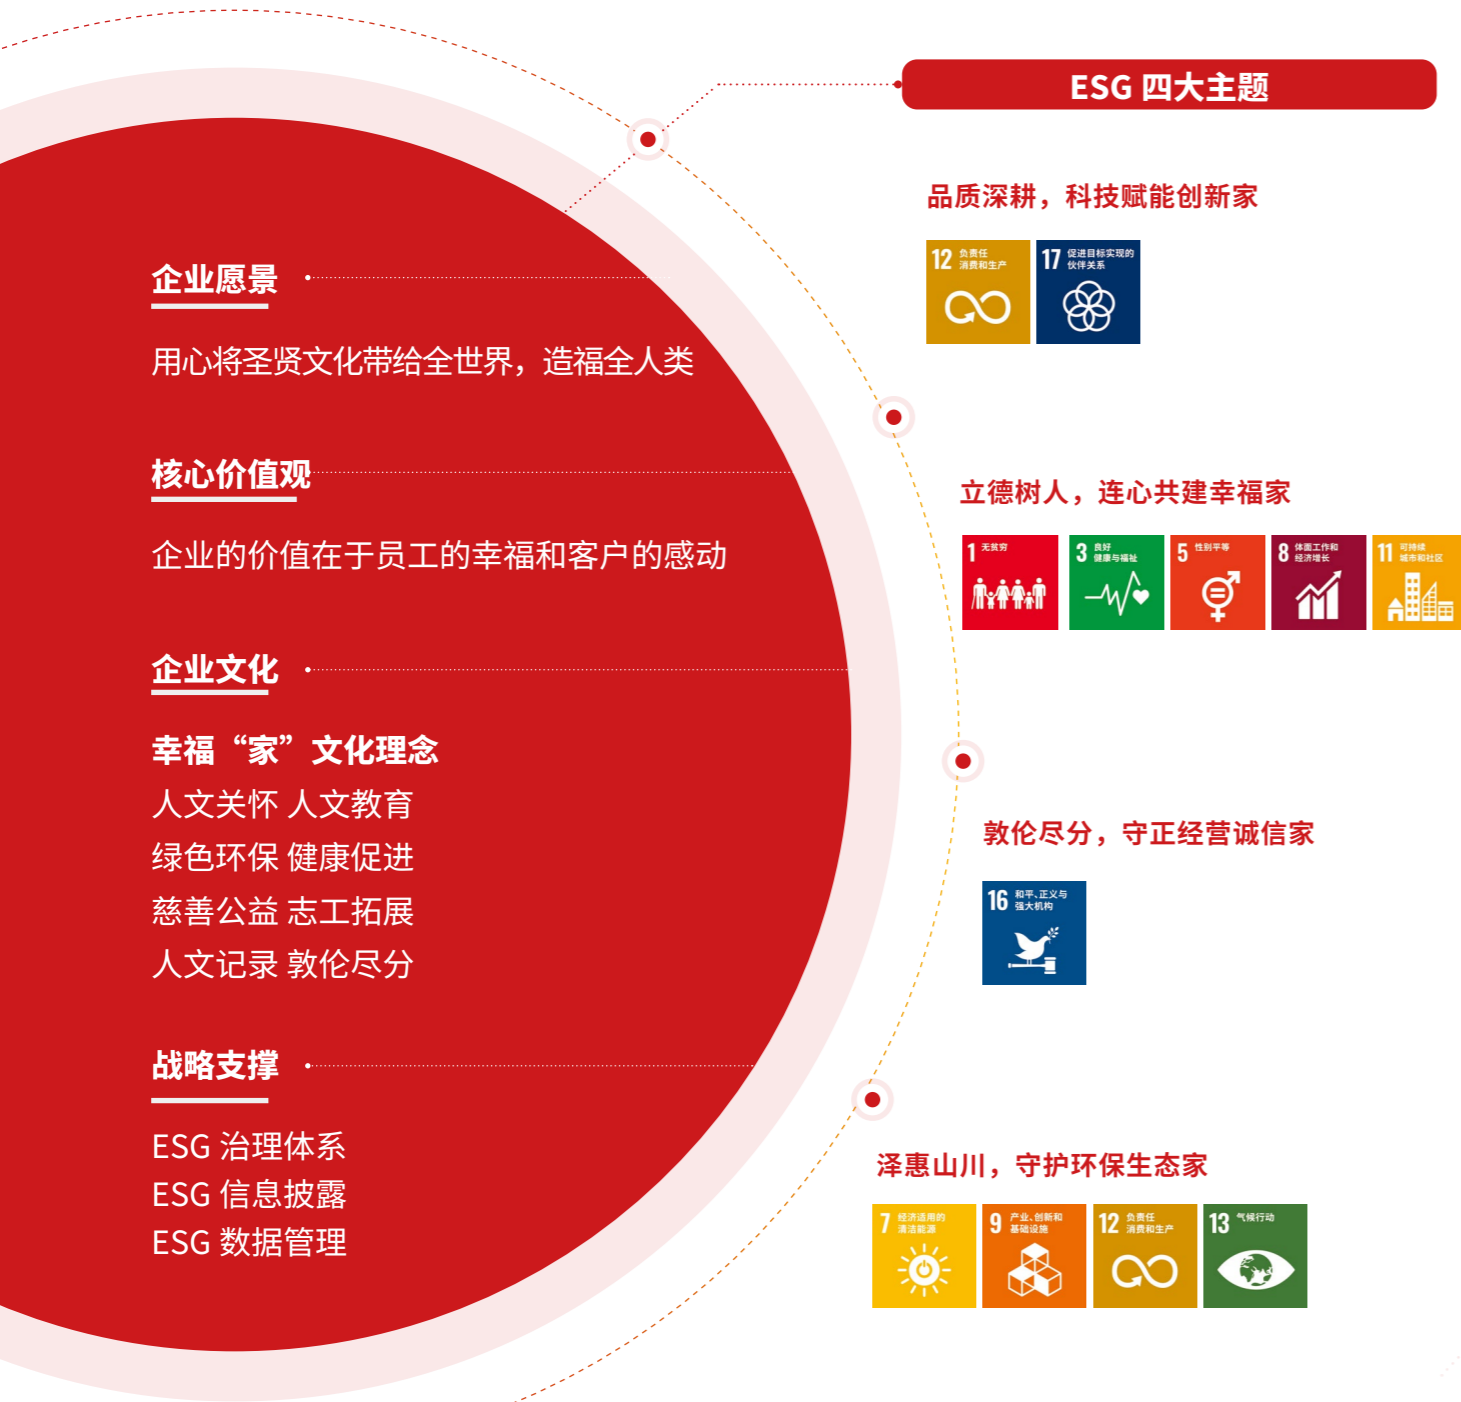 企业愿景
用心将圣贤文化带给全世界，造福全人类
核心价值观
企业的价值在于员工的幸福和客户的感动
企业文化
幸福“家”文化理念
人文关怀 人文教育
绿色环保 健康促进
慈善公益 志工拓展
人文记录 敦伦尽分
战略支撑
ESG 治理体系
ESG 信息披露
ESG 数据管理
ESG 四大主题
品质深耕，科技赋能创新家
12 负责任
消费和生产
17 促进目标实现的
伙伴关系
立德树人，连心共建幸福家
1 无贫穷
3 良好
健康与福祉
5 性别平等
8 体面工作和
经济增长
11 可持续
城市和社区
敦伦尽分，守正经营诚信家
16 和平、正义与
强大机构
泽惠山川，守护环保生态家
7 经济适用的
清洁能源
9 产业、创新和
基础设施
12 负责任
消费和生产
13 气候行动